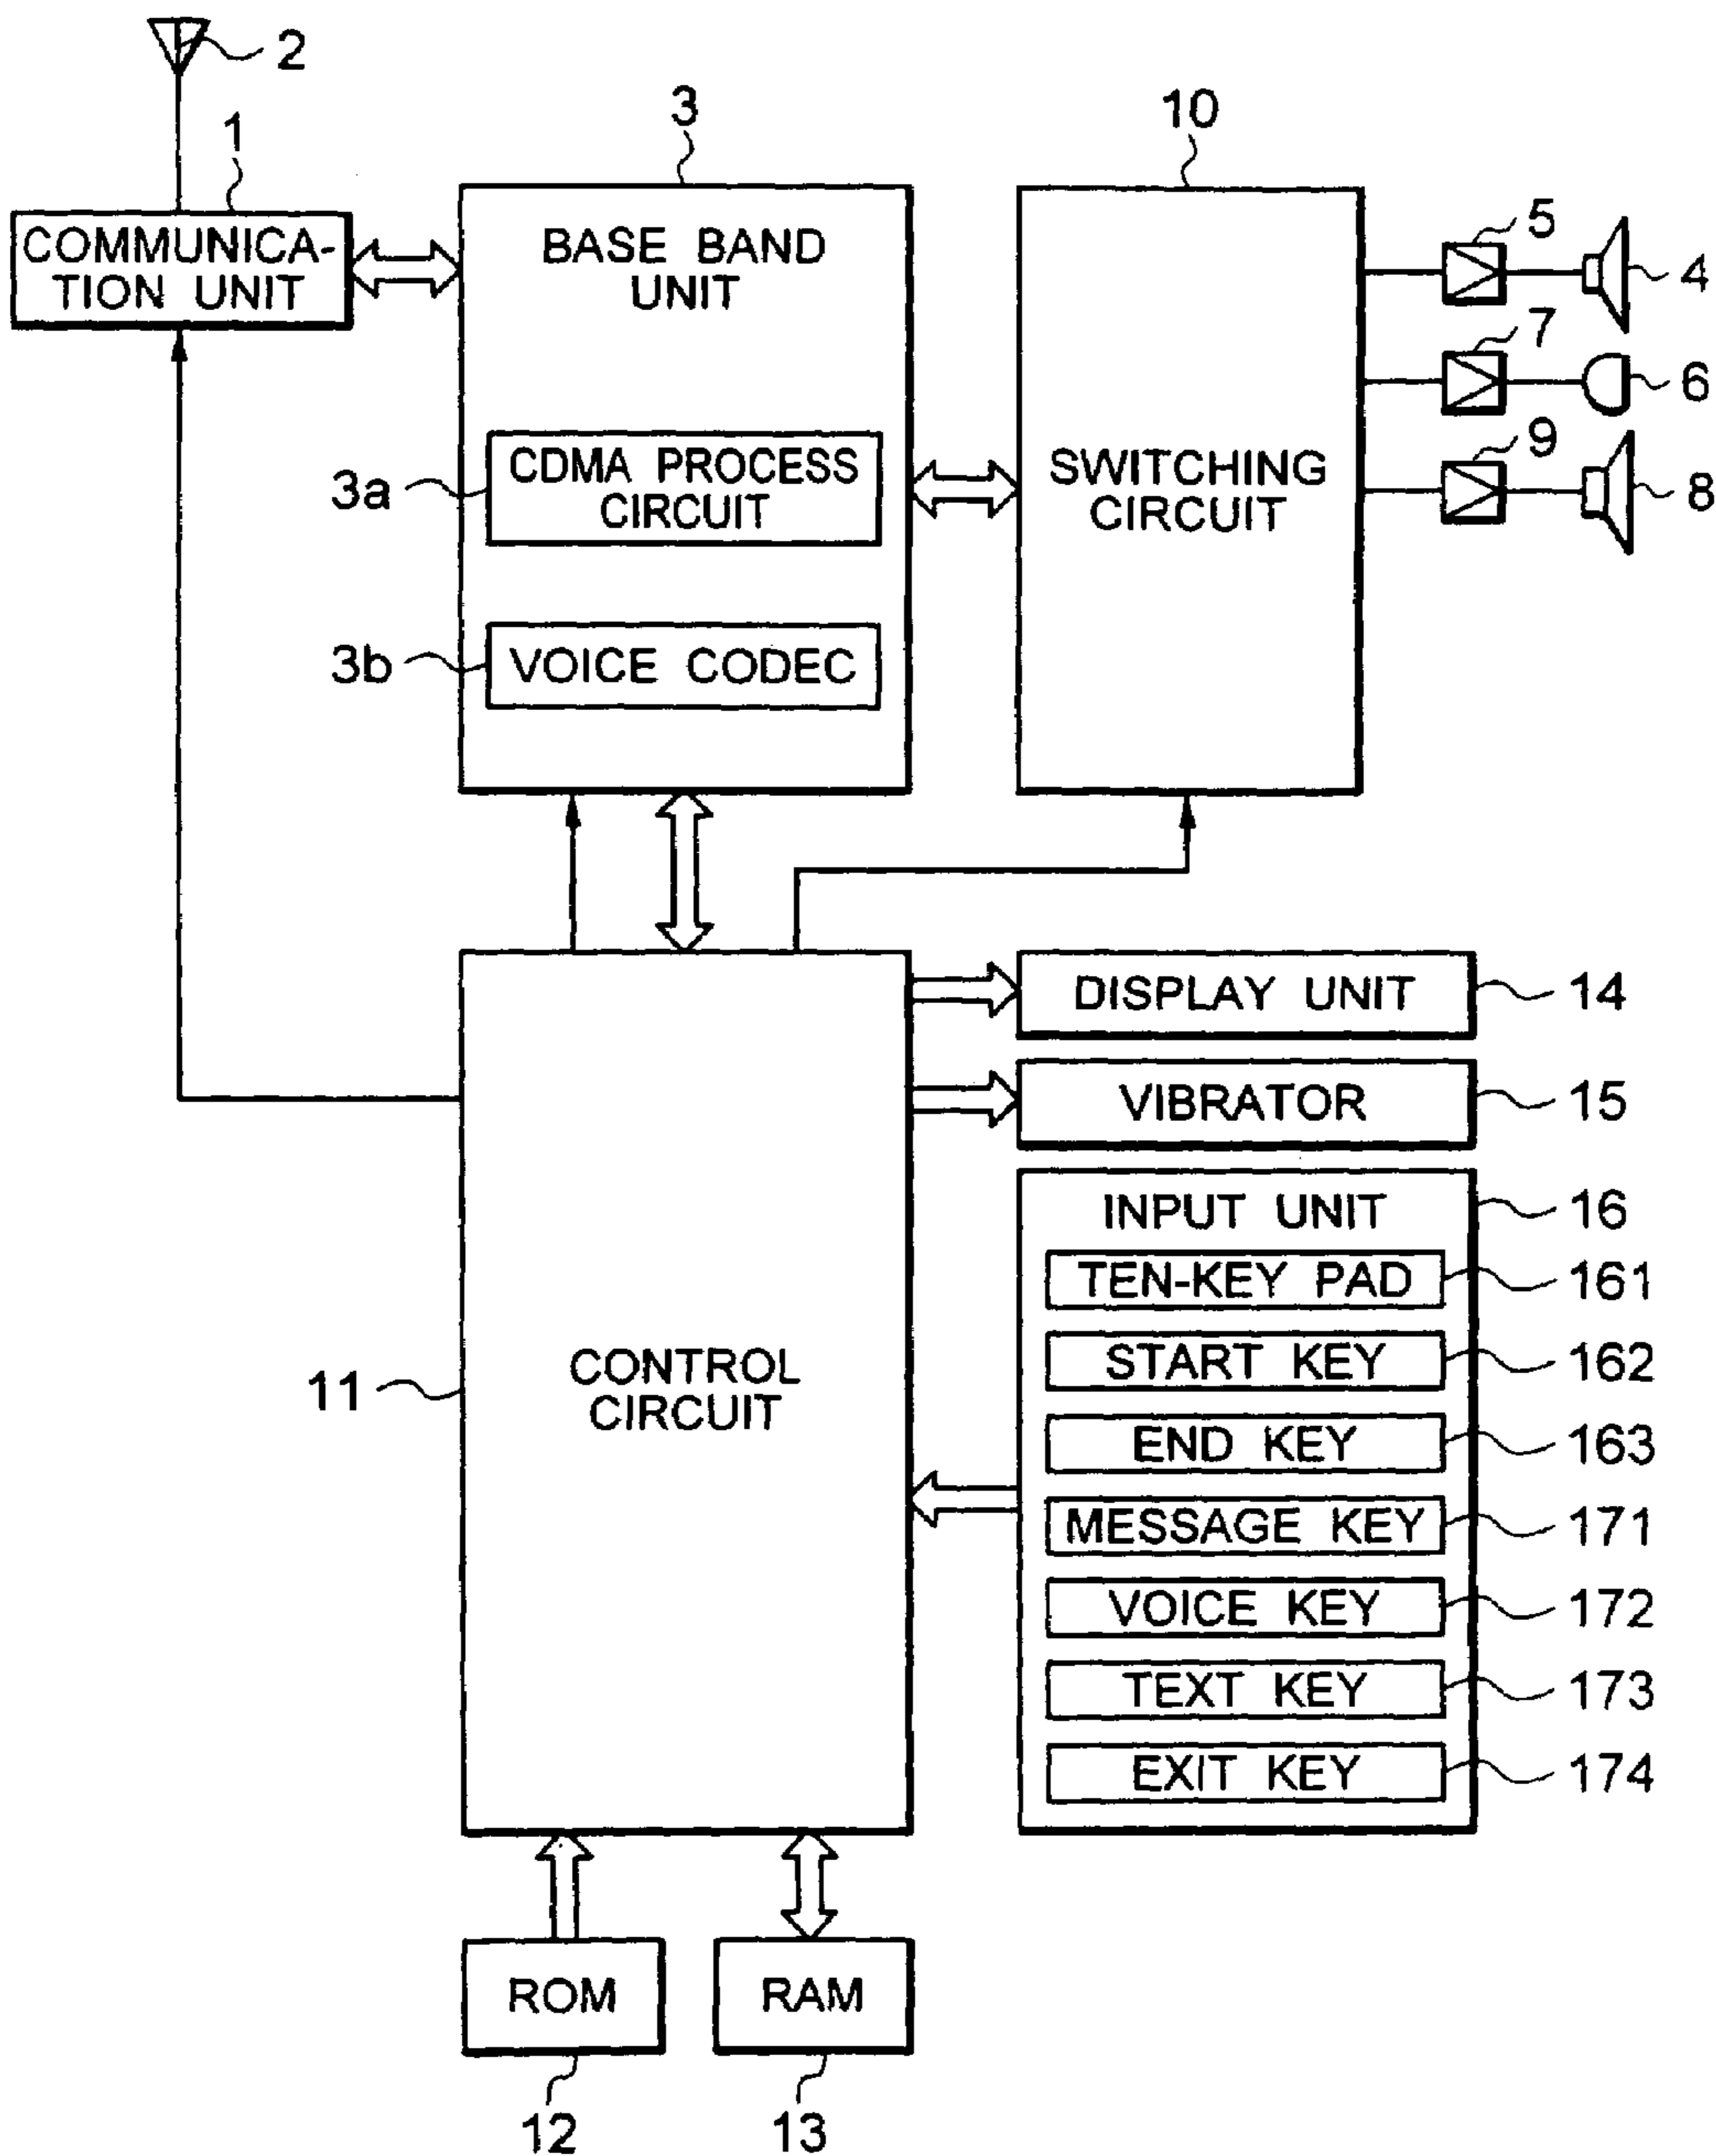 2
1
3
10
COMMUNICA-
TION UNIT
BASE BAND
UNIT
5
4
7
6
9
8
3a
CDMA PROCESS
CIRCUIT
SWITCHING
CIRCUIT
3b
VOICE CODEC
DISPLAY UNIT
14
VIBRATOR
15
INPUT UNIT
16
TEN-KEY PAD
161
START KEY
162
11
CONTROL
CIRCUIT
END KEY
163
MESSAGE KEY
171
VOICE KEY
172
TEXT KEY
173
EXIT KEY
174
ROM
RAM
12
13